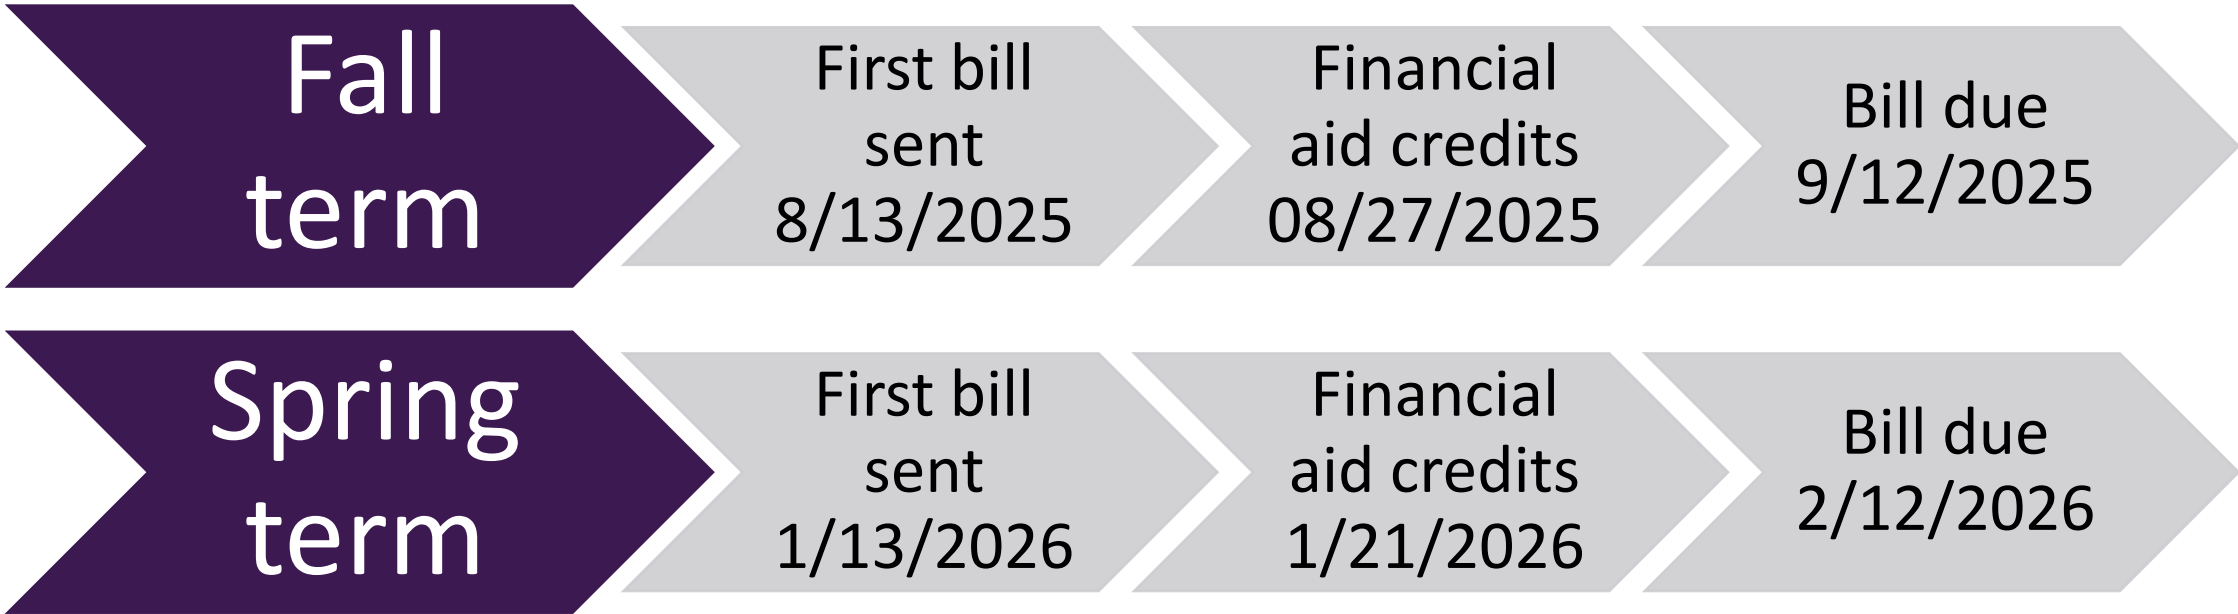 Fall
term
First bill
sent
8/13/2025
Financial
aid credits
08/27/2025
Bill due
9/12/2025
Spring
term
First bill
sent
1/13/2026
Financial
aid credits
1/21/2026
Bill due
2/12/2026